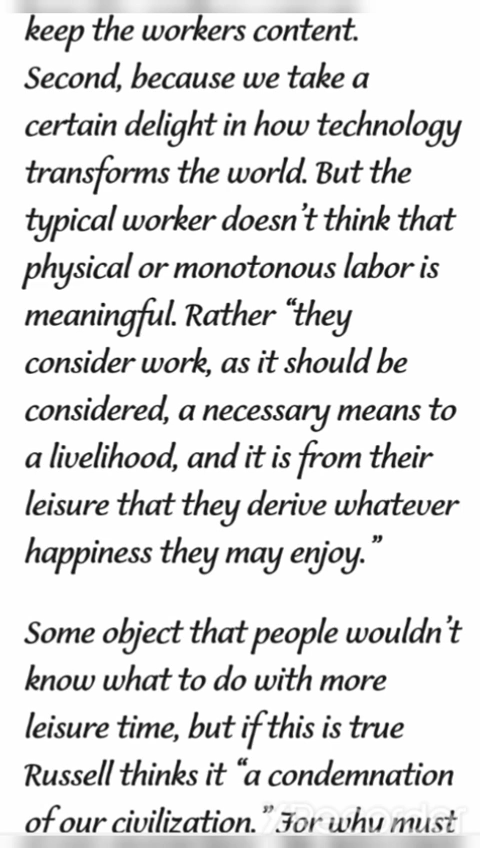 keep the workers content.
Second, because we take a
certain delight in how technology
transforms the world. But the
typical worker doesn’t think that
physical or monotonous labor is
meaningful. Rather “they
consider work, as it should be
considered, a necessary means to
a livelihood, and it is from their
leisure that they derive whatever
happiness they may enjoy.”
Some object that people wouldn’t
know what to do with more
leisure time, but if this is true
Russell thinks it “a condemnation
of our civilization.” For why must